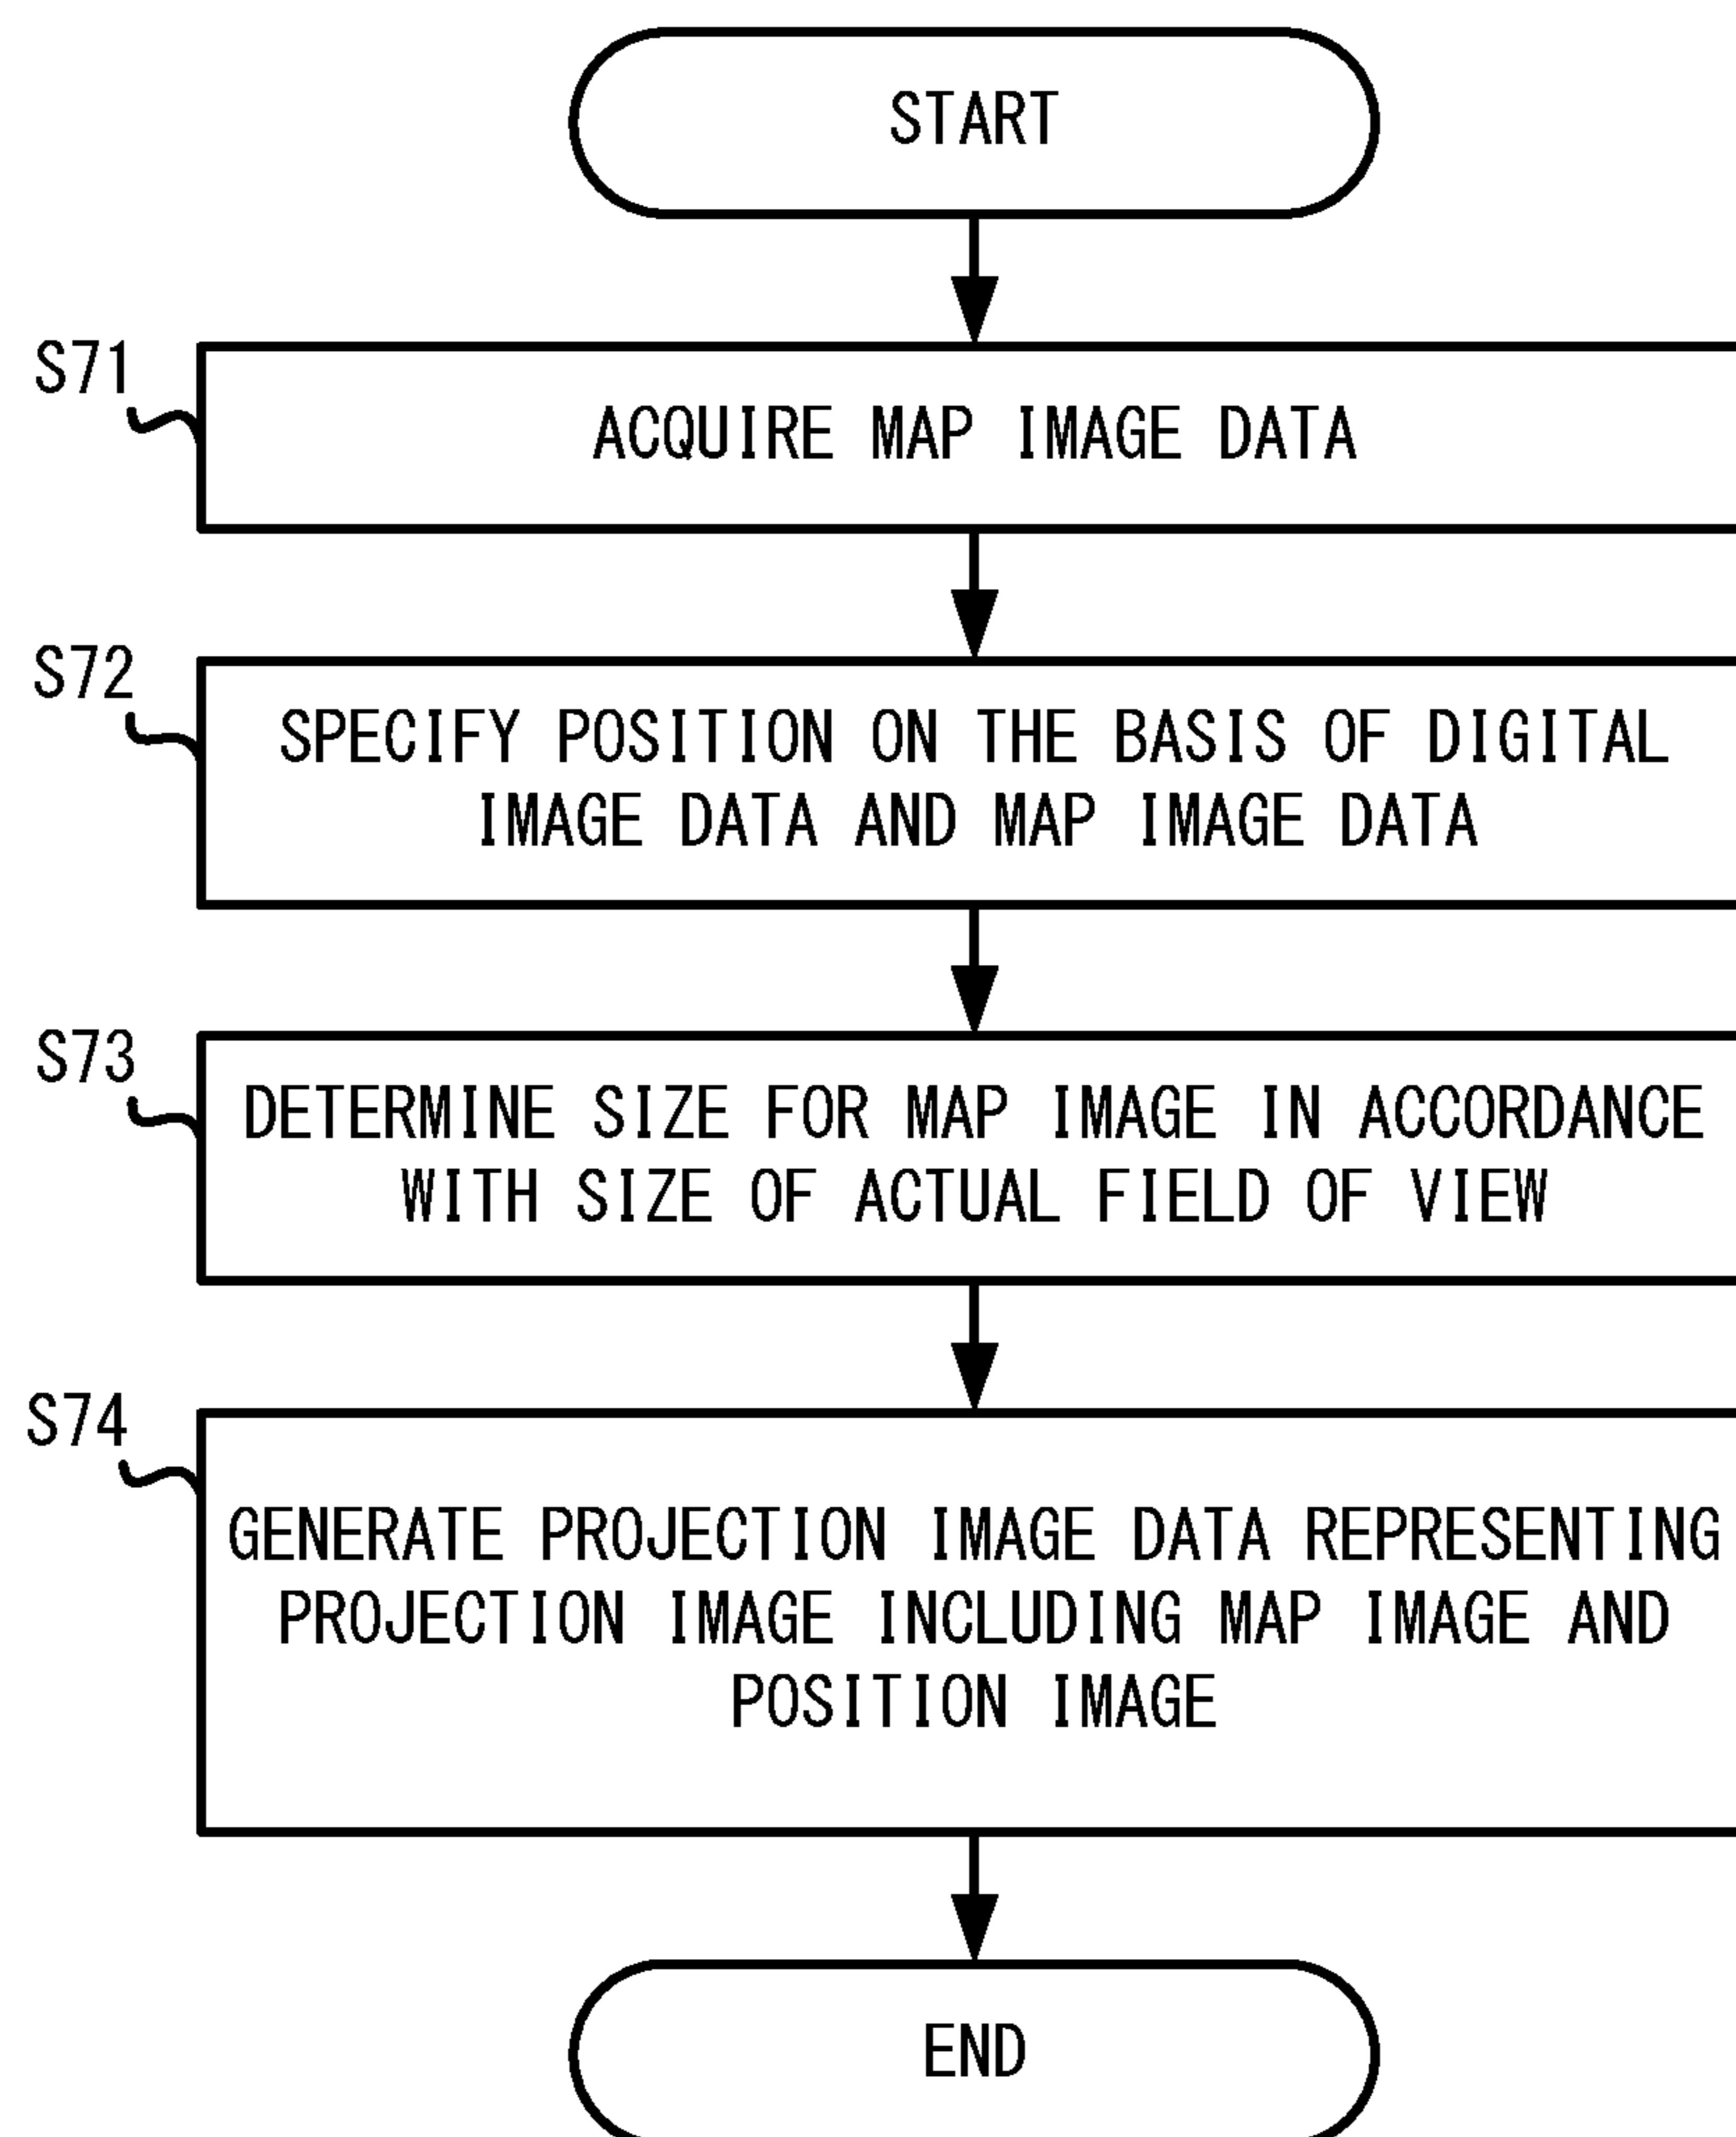 START
S71
ACQUIRE MAP IMAGE DATA
S72
SPECIFY POSITION ON THE BASIS OF DIGITAL
IMAGE DATA AND MAP IMAGE DATA
S73
DETERMINE SIZE FOR MAP IMAGE IN ACCORDANCE
WITH SIZE OF ACTUAL FIELD OF VIEW
S74
GENERATE PROJECTION IMAGE DATA REPRESENTING
PROJECTION IMAGE INCLUDING MAP IMAGE AND
POSITION IMAGE
END